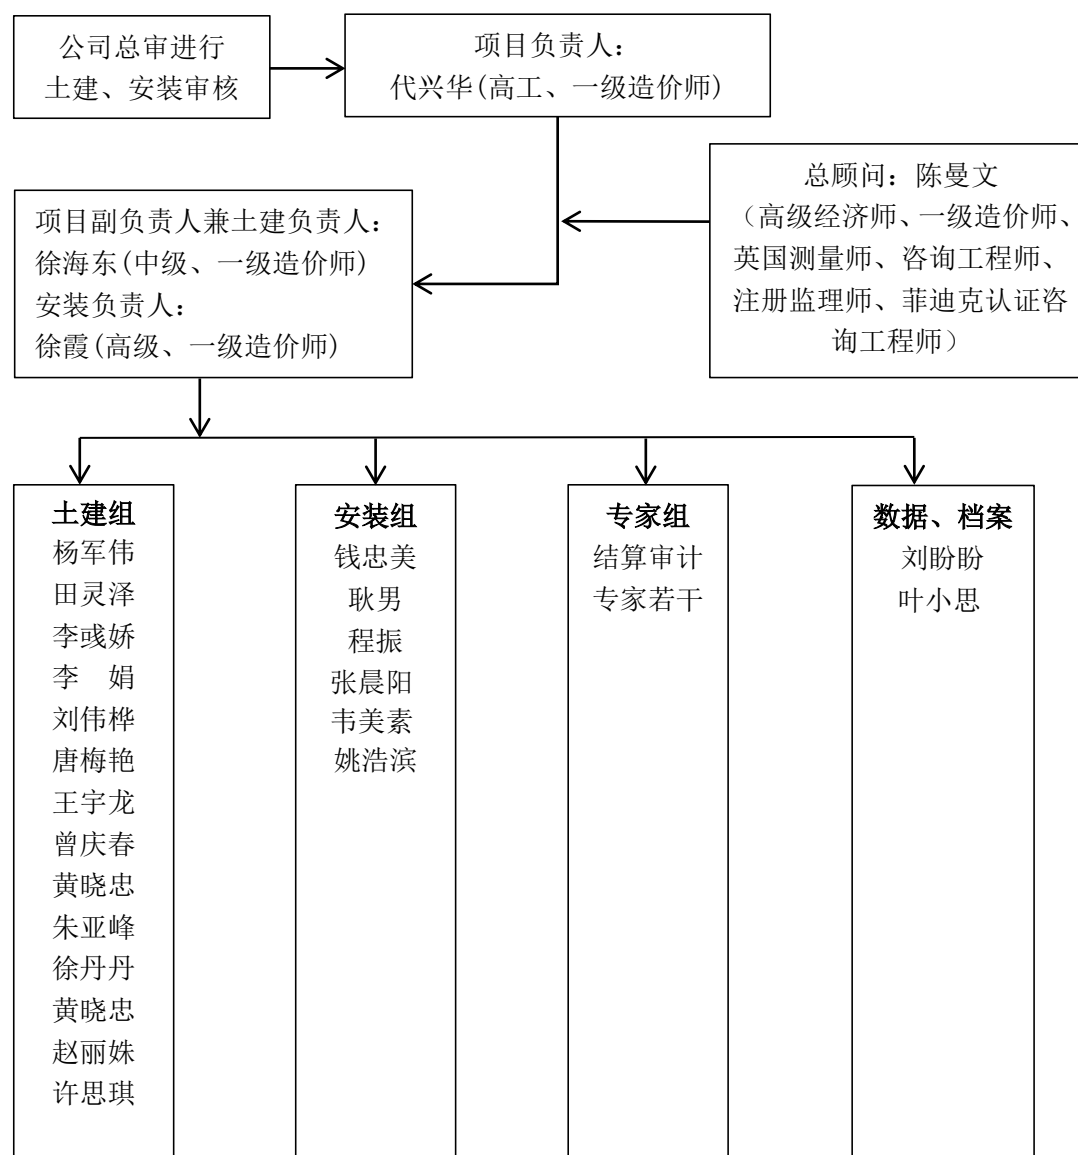 公司总审进行
土建、安装审核
项目负责人：
代兴华(高工、一级造价师)
总顾问：陈曼文
（高级经济师、一级造价师、
英国测量师、咨询工程师、
注册监理师、菲迪克认证咨
询工程师）
项目副负责人兼土建负责人：
徐海东(中级、一级造价师)
安装负责人：
徐霞(高级、一级造价师)
土建组
杨军伟
田灵泽
李彧娇
李　娟
刘伟桦
唐梅艳
王宇龙
曾庆春
黄晓忠
朱亚峰
徐丹丹
黄晓忠
赵丽姝
许思琪
安装组
钱忠美
耿男
程振
张晨阳
韦美素
姚浩滨
专家组
结算审计
专家若干
数据、档案
刘盼盼
叶小思